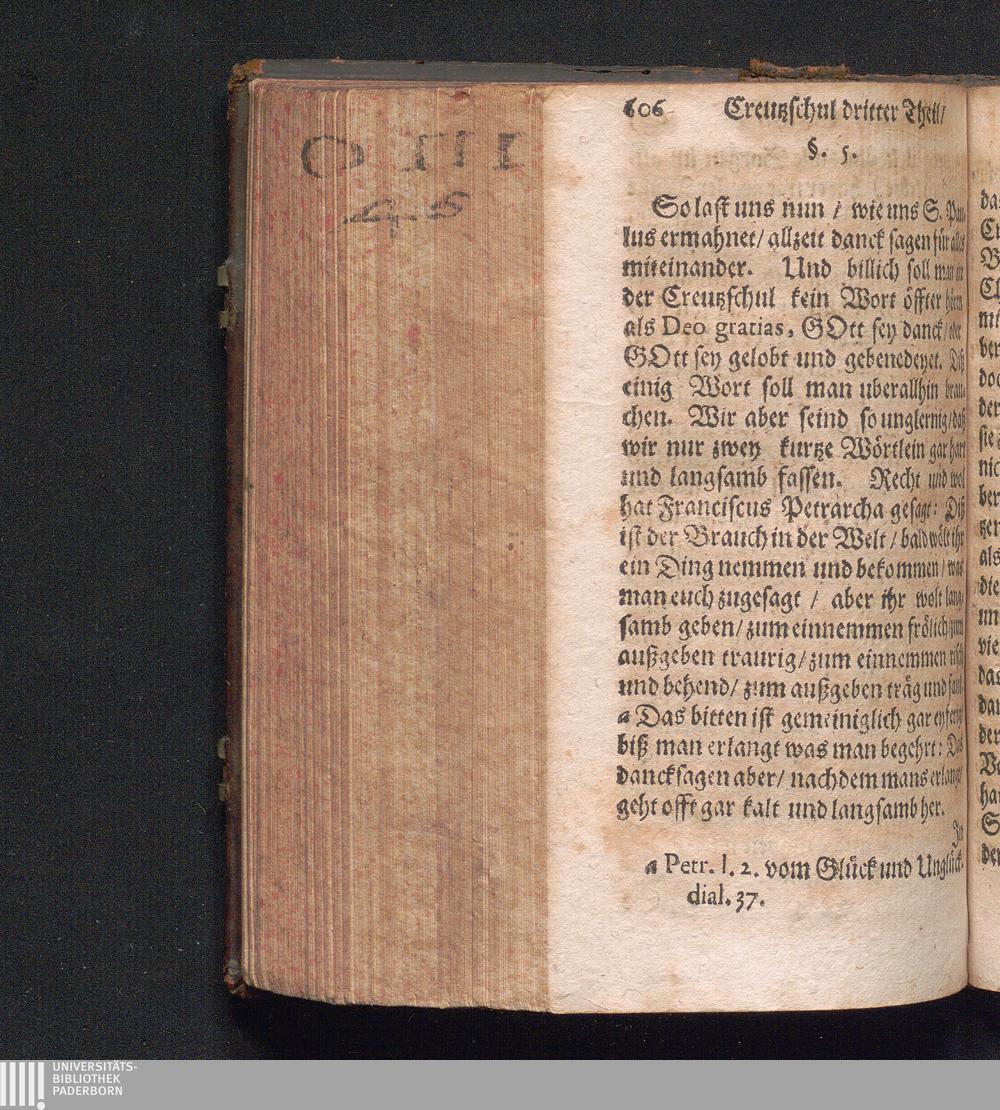 606 Creutzschul dritter Theil/
§. 5.
So last uns nun / wie uns S. Pau-
lus ermahnet / allzeit danck sagen für alles
miteinander. Und billich soll man in
der Creutzschul kein Wort öffter hören
als Deo gratias, GOtt sey danck / oder
GOtt sey gelobt und gebenedeyet. Diß
einig Wort soll man uberallhin brau-
chen. Wir aber seind so unglernig / daß
wir nur zwey kurtze Wörtlein gar hart
und langsamb fassen. Recht und wol
hat Franciscus Petrarcha gesagt: Diß
ist der Brauch in der Welt / bald wölt ihr
ein Ding nemmen und bekommen / was
man euch zugesagt / aber ihr wolt lang-
samb geben / zum einnemmen frölich zum
außgeben traurig / zum einnemmen
und behend / zum außgeben träg und faul.
a Das bitten ist gemeiniglich gar eyferig
biß man erlangt was man begehrt: Das
dancksagen aber / nachdem mans erlangt /
geht offt gar kalt und langsamb her.
In
a Petr. l. 2. vom Glück und Unglück.
dial. 37.
UNIVERSITÄTS-
BIBLIOTHEK
PADERBORN